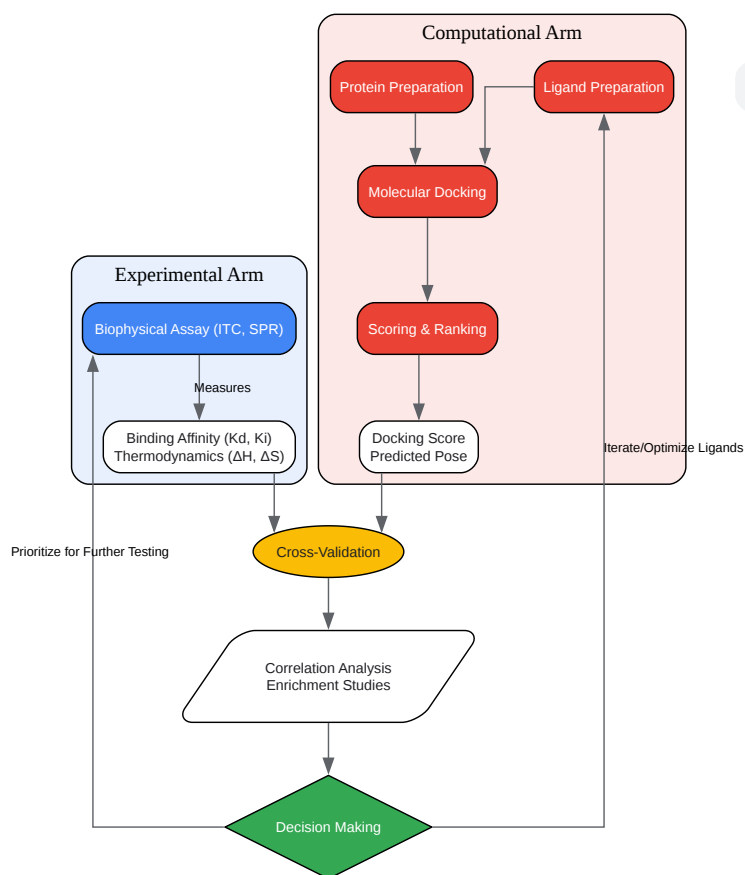 Computational Arm
Protein Preparation
Ligand Preparation
Molecular Docking
Experimental Arm
Biophysical Assay (ITC, SPR)
Scoring & Ranking
Measures
Binding Affinity (Kd, Ki)
Thermodynamics (ΔH, ΔS)
Docking Score
Predicted Pose
Iterate/Optimize Ligands
Prioritize for Further Testing
Cross-Validation
Correlation Analysis
Enrichment Studies
Decision Making